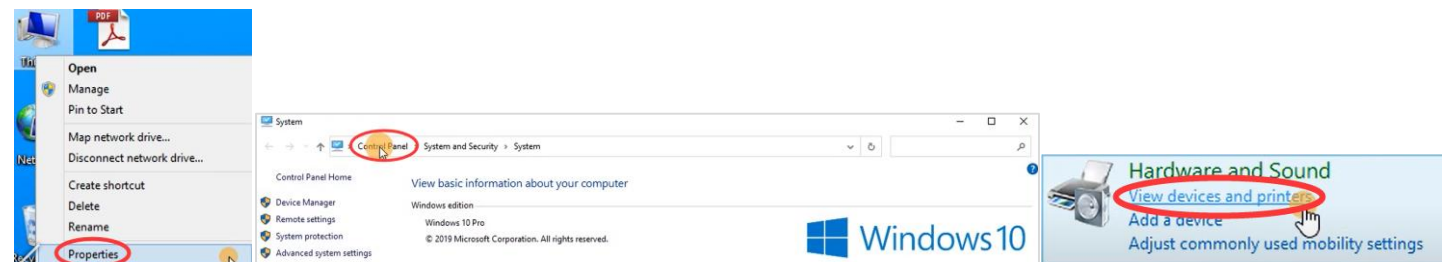 PDF
Open
Manage
Pin to Start
Map network drive...
Disconnect network drive...
Create shortcut
Delete
Rename
Properties
System
Control Panel › System and Security › System
Control Panel Home
Device Manager
Remote settings
System protection
Advanced system settings
View basic information about your computer
Windows edition
Windows 10 Pro
© 2019 Microsoft Corporation. All rights reserved.
Windows 10
Hardware and Sound
View devices and printers
Add a device
Adjust commonly used mobility settings